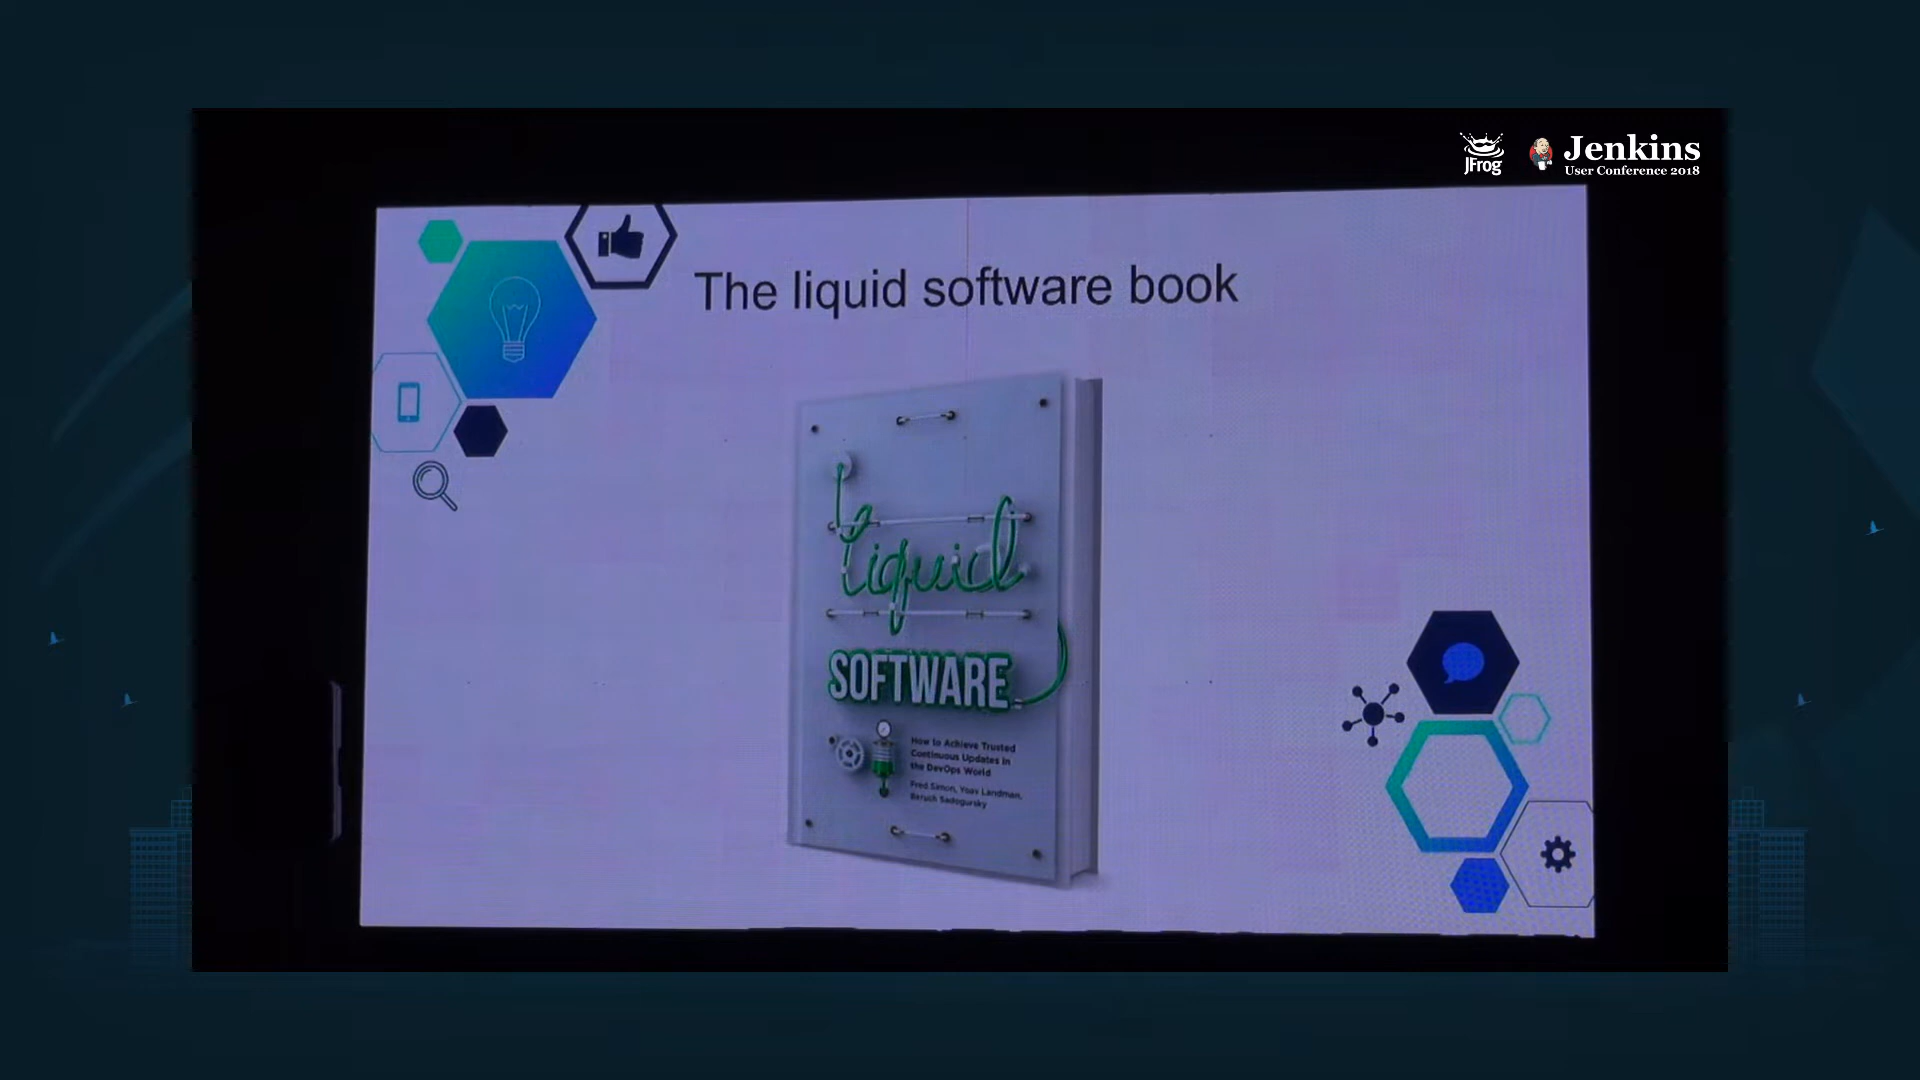 JFrog
Jenkins
User Conference 2018
The liquid software book
Liquid
SOFTWARE
How to Achieve Trusted
Continuous Updates in
the DevOps World
Fred Simon, Yoav Landman,
Baruch Sadogursky